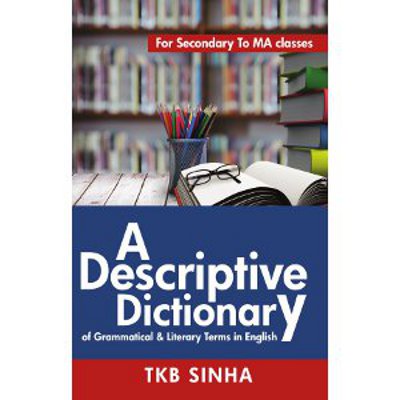 For Secondary To MA classes
A
Descriptive
Dictionary
of Grammatical & Literary Terms in English
TKB SINHA